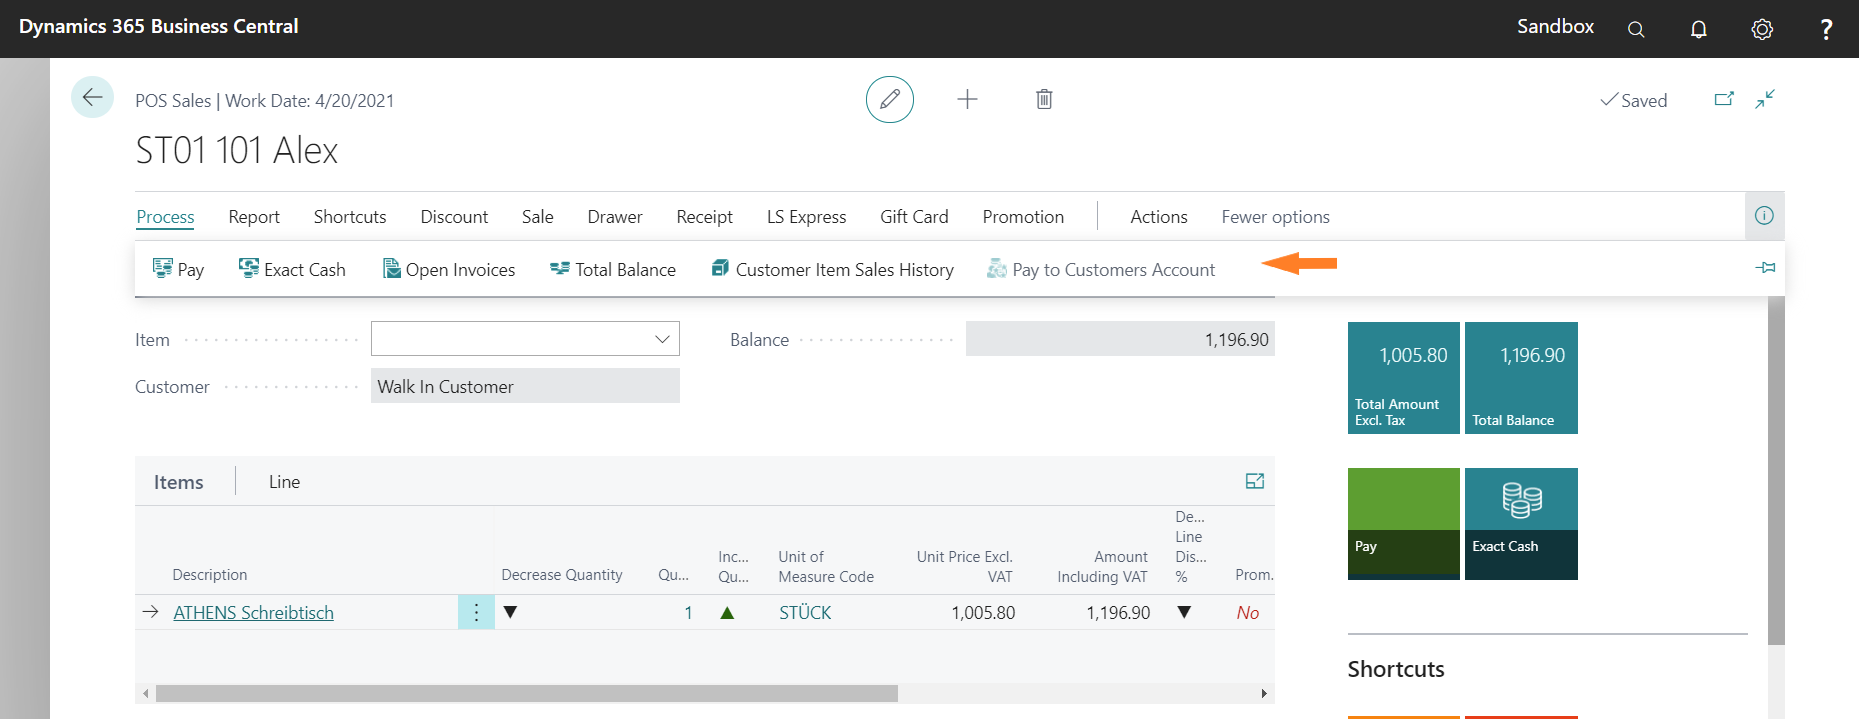 Dynamics 365 Business Central
Sandbox
?
POS Sales | Work Date: 4/20/2021
Saved
ST01 101 Alex
Process Report Shortcuts Discount Sale Drawer Receipt LS Express Gift Card Promotion Actions Fewer options
Pay Exact Cash Open Invoices Total Balance Customer Item Sales History Pay to Customers Account
Item
Balance 1,196.90
Customer Walk In Customer
1,005.80
Total Amount
Excl. Tax
1,196.90
Total Balance
Pay
Exact Cash
Items Line
Description
Decrease Quantity
Qu...
Inc...
Qu...
Unit of
Measure Code
Unit Price Excl.
VAT
Amount
Including VAT
De...
Line
Dis...
%
Prom.
ATHENS Schreibtisch 1 STÜCK 1,005.80 1,196.90 No
Shortcuts